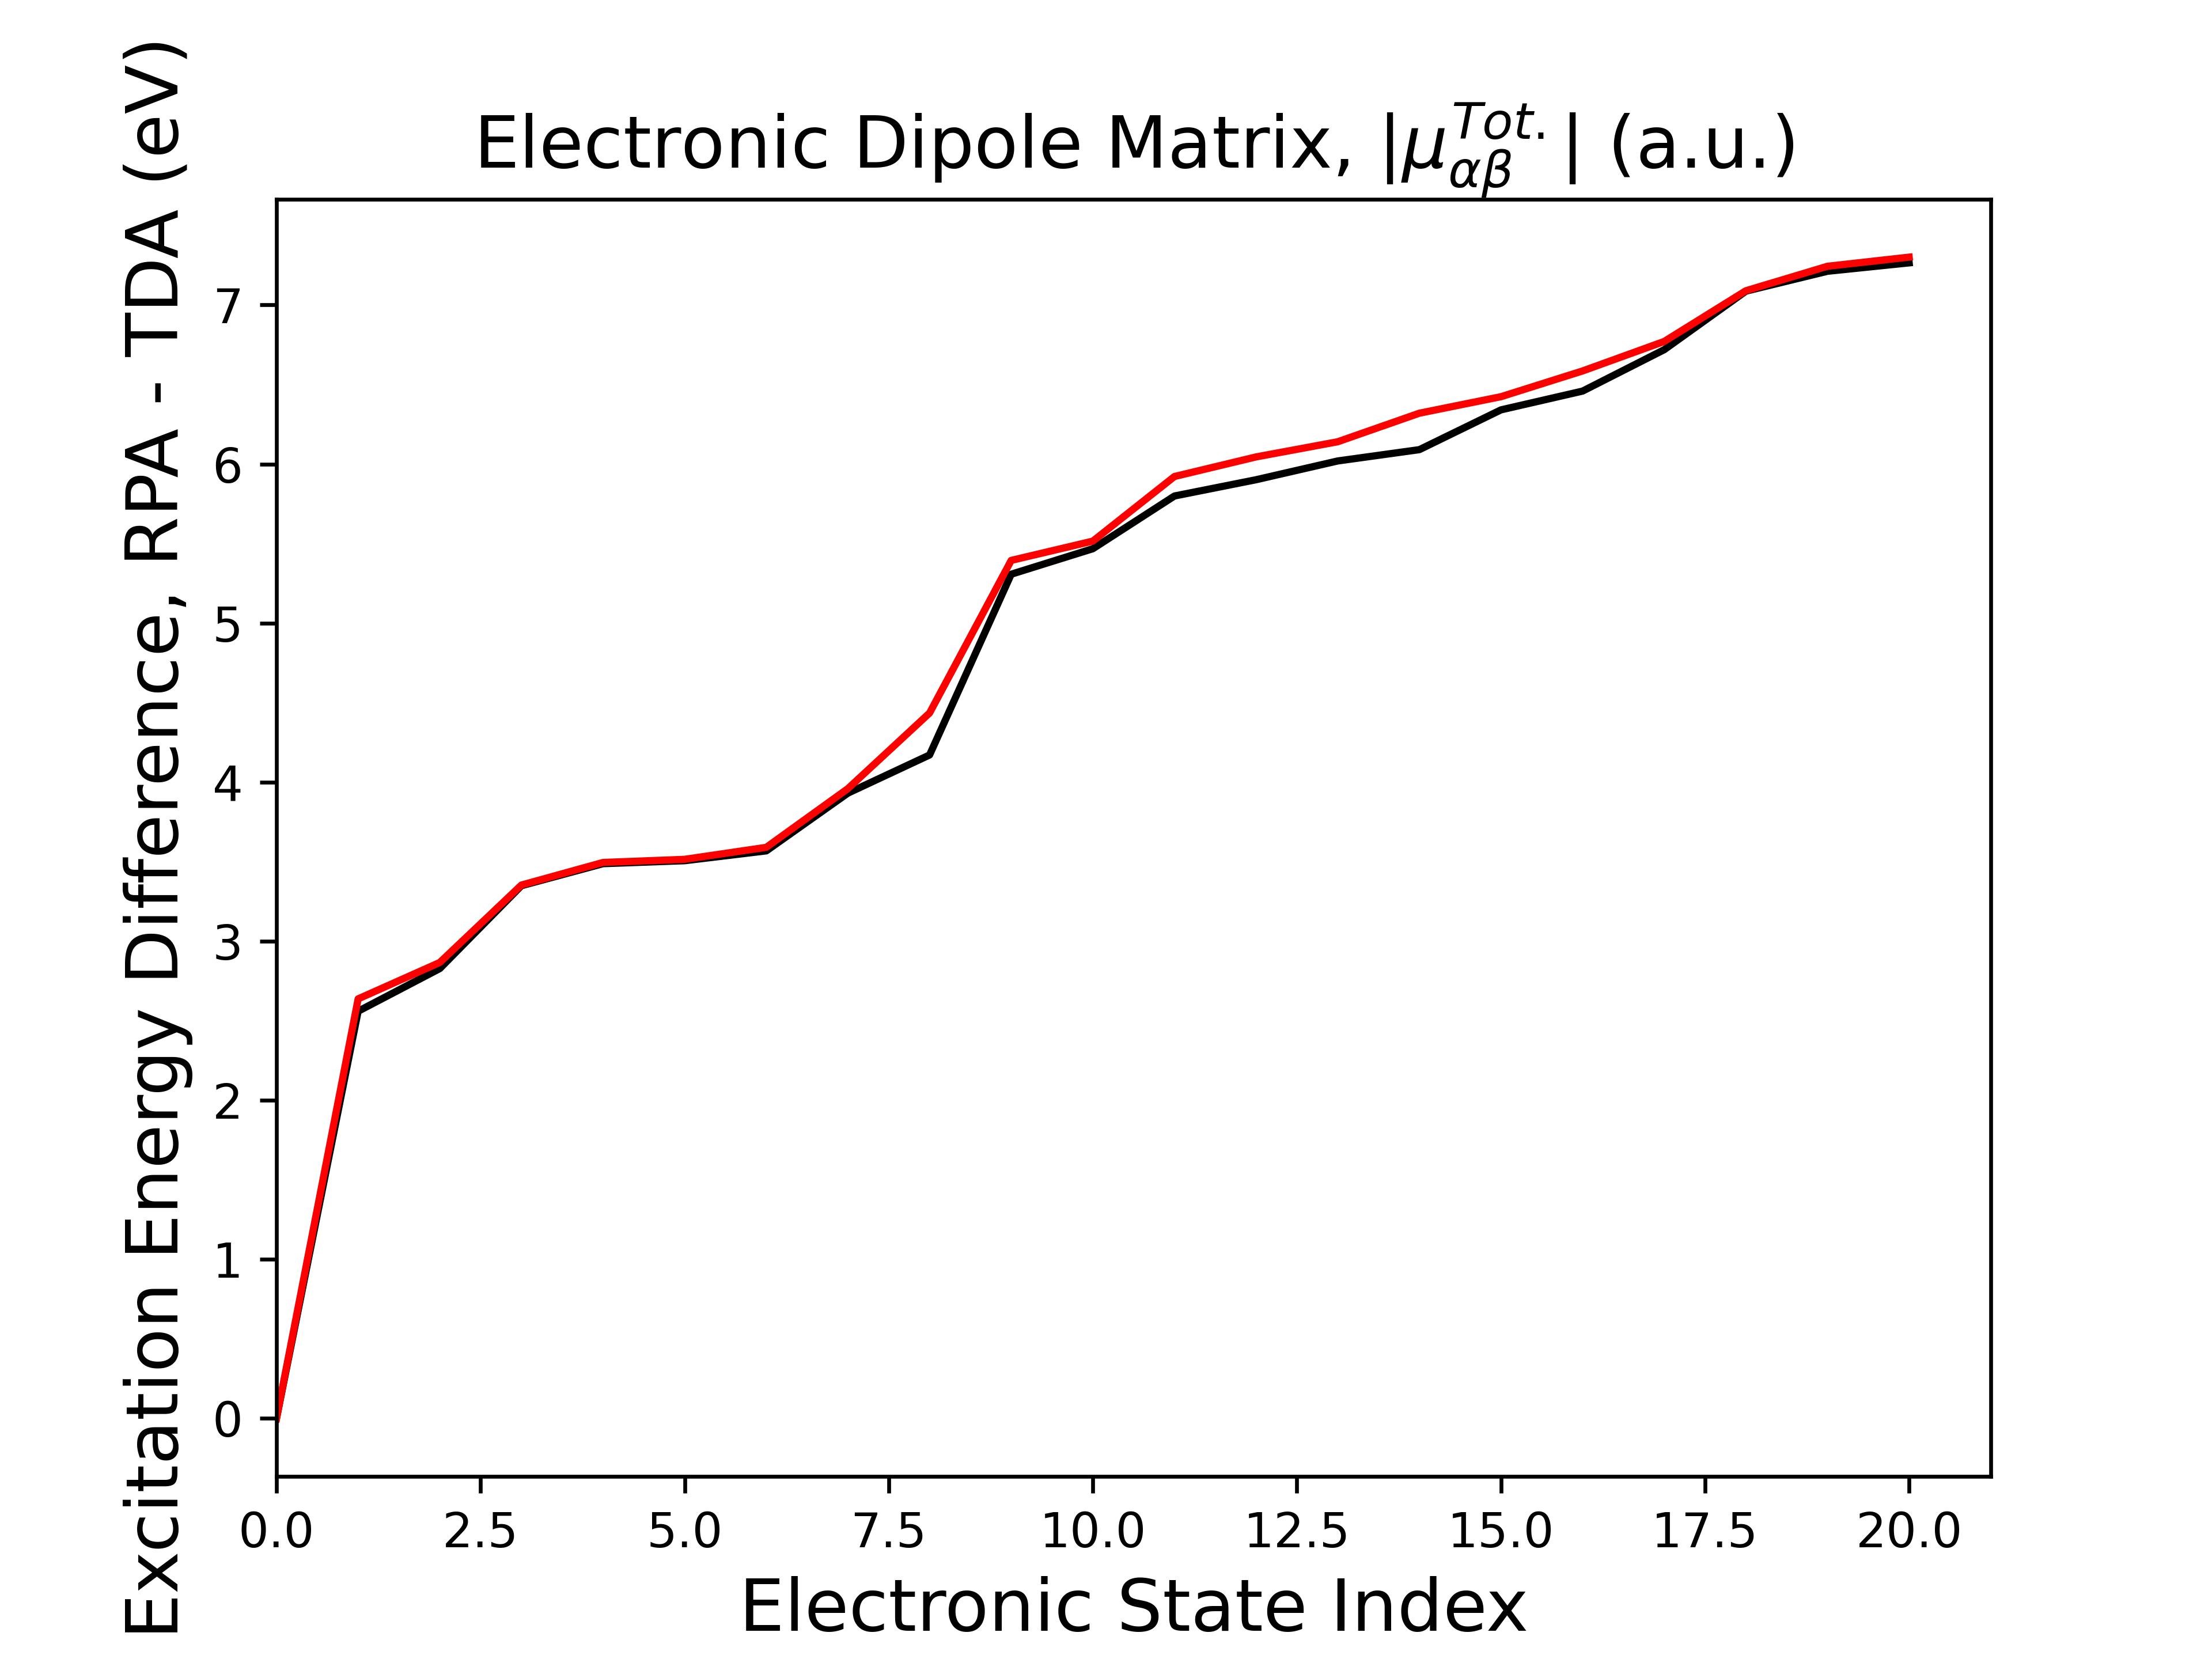 Electronic Dipole Matrix, |μ_{αβ}^{Tot.}| (a.u.)
Excitation Energy Difference, RPA - TDA (eV)
7
6
5
4
3
2
1
0
0.0 2.5 5.0 7.5 10.0 12.5 15.0 17.5 20.0
Electronic State Index